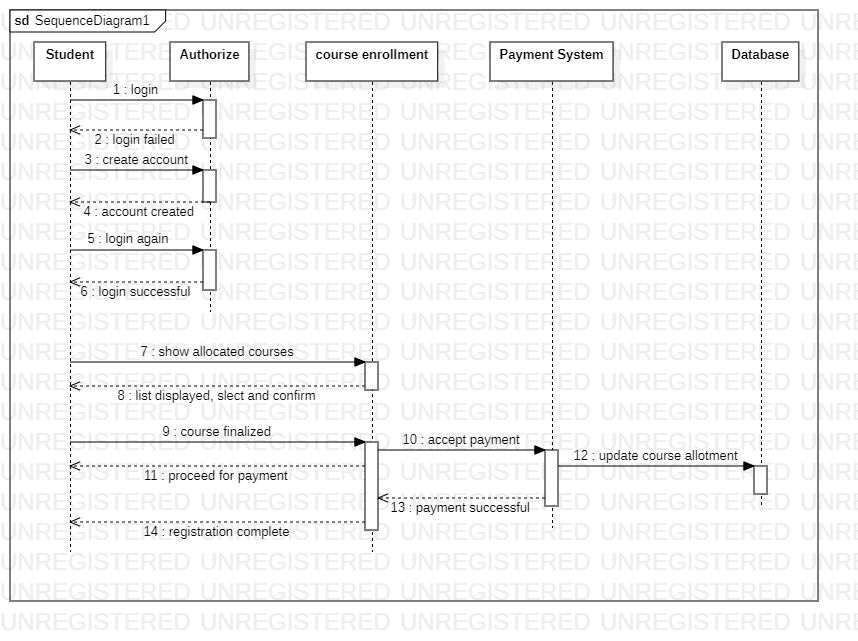 sd SequenceDiagram1
Student
Authorize
course enrollment
Payment System
Database
1 : login
2 : login failed
3 : create account
4 : account created
5 : login again
6 : login successful
7 : show allocated courses
8 : list displayed, slect and confirm
9 : course finalized
10 : accept payment
12 : update course allotment
11 : proceed for payment
13 : payment successful
14 : registration complete
UNREGISTERED